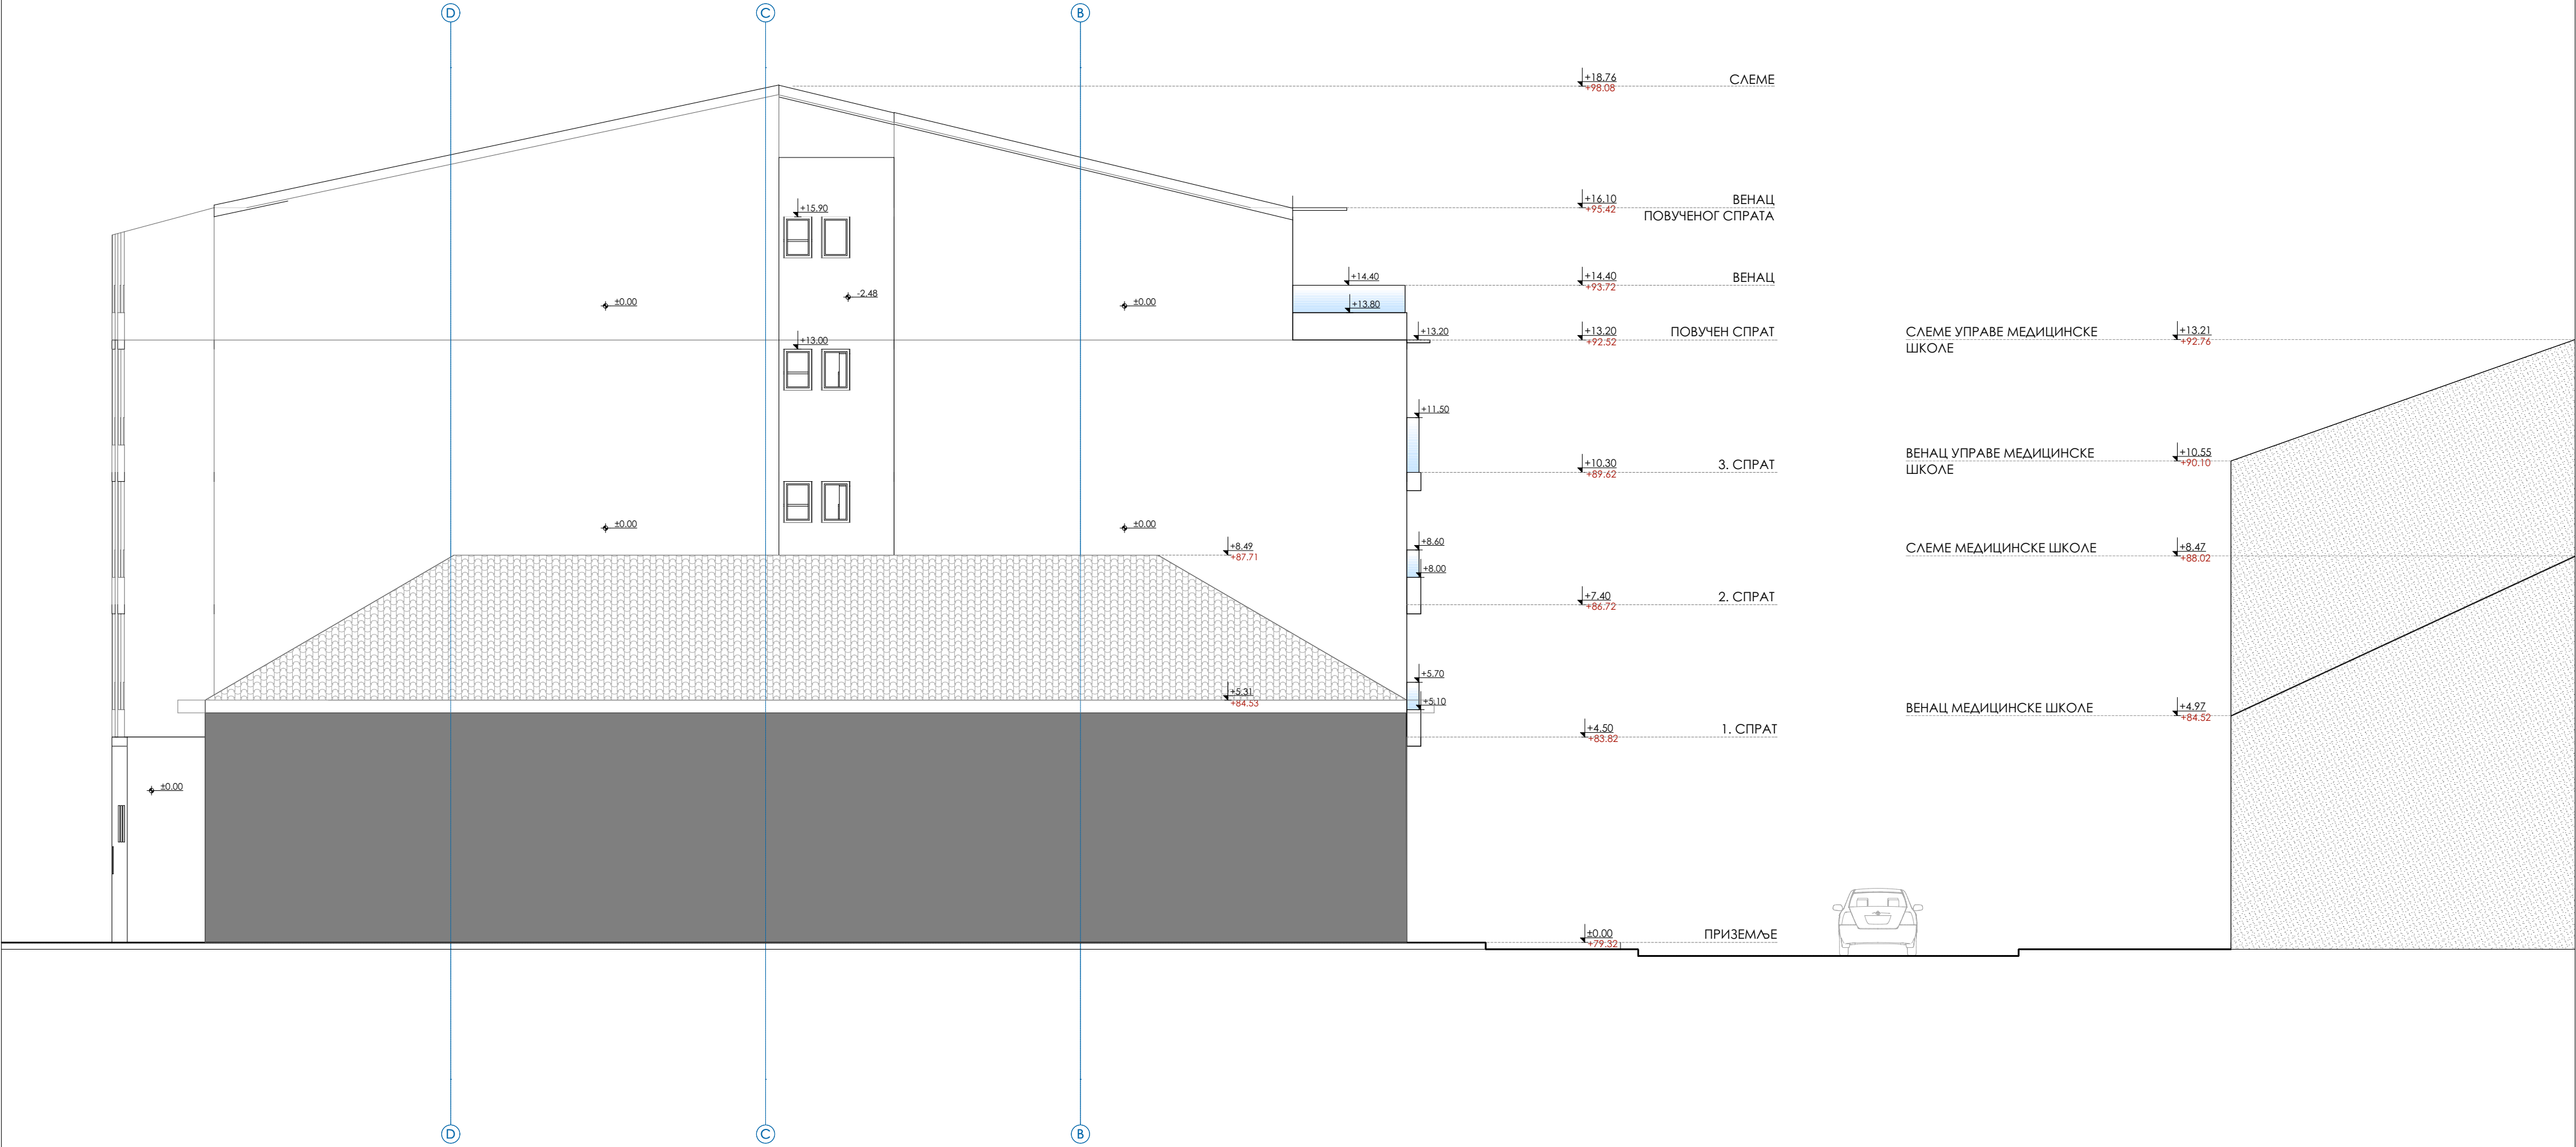 D
C
B
+18.76
СЛЕМЕ
+98.08
+16.10
ВЕНАЦ
+95.42
ПОВУЧЕНОГ СПРАТА
+15.90
+14.40
+14.40
ВЕНАЦ
+93.72
±0.00
-2.48
±0.00
+13.80
+13.00
+13.20
+13.20
ПОВУЧЕН СПРАТ
+92.52
СЛЕМЕ УПРАВЕ МЕДИЦИНСКЕ
ШКОЛЕ
+13.21
+92.76
+11.50
+10.30
3. СПРАТ
+89.62
ВЕНАЦ УПРАВЕ МЕДИЦИНСКЕ
ШКОЛЕ
+10.55
+90.10
±0.00
±0.00
+8.49
+87.71
+8.60
+8.00
СЛЕМЕ МЕДИЦИНСКЕ ШКОЛЕ
+8.47
+88.02
+7.40
2. СПРАТ
+86.72
+5.70
+5.31
+84.53
+5.10
ВЕНАЦ МЕДИЦИНСКЕ ШКОЛЕ
+4.97
+84.52
+4.50
1. СПРАТ
+83.82
±0.00
±0.00
ПРИЗЕМЉЕ
+79.32
D
C
B